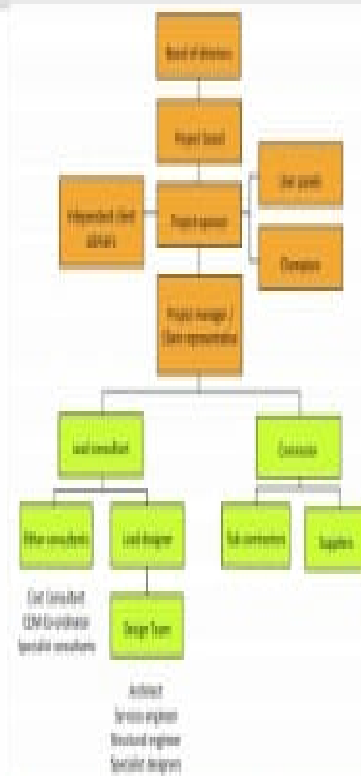 Board of directors
Project board
Independent client
advisers
Project sponsor
User panels
Champions
Project manager /
Client representative
Lead consultant
Contractor
Other consultants
Lead designer
Sub contractors
Suppliers
Cost Consultant
CDM Co-ordinator
Specialist consultants
Design Team
Architect
Services engineer
Structural engineer
Specialist designers